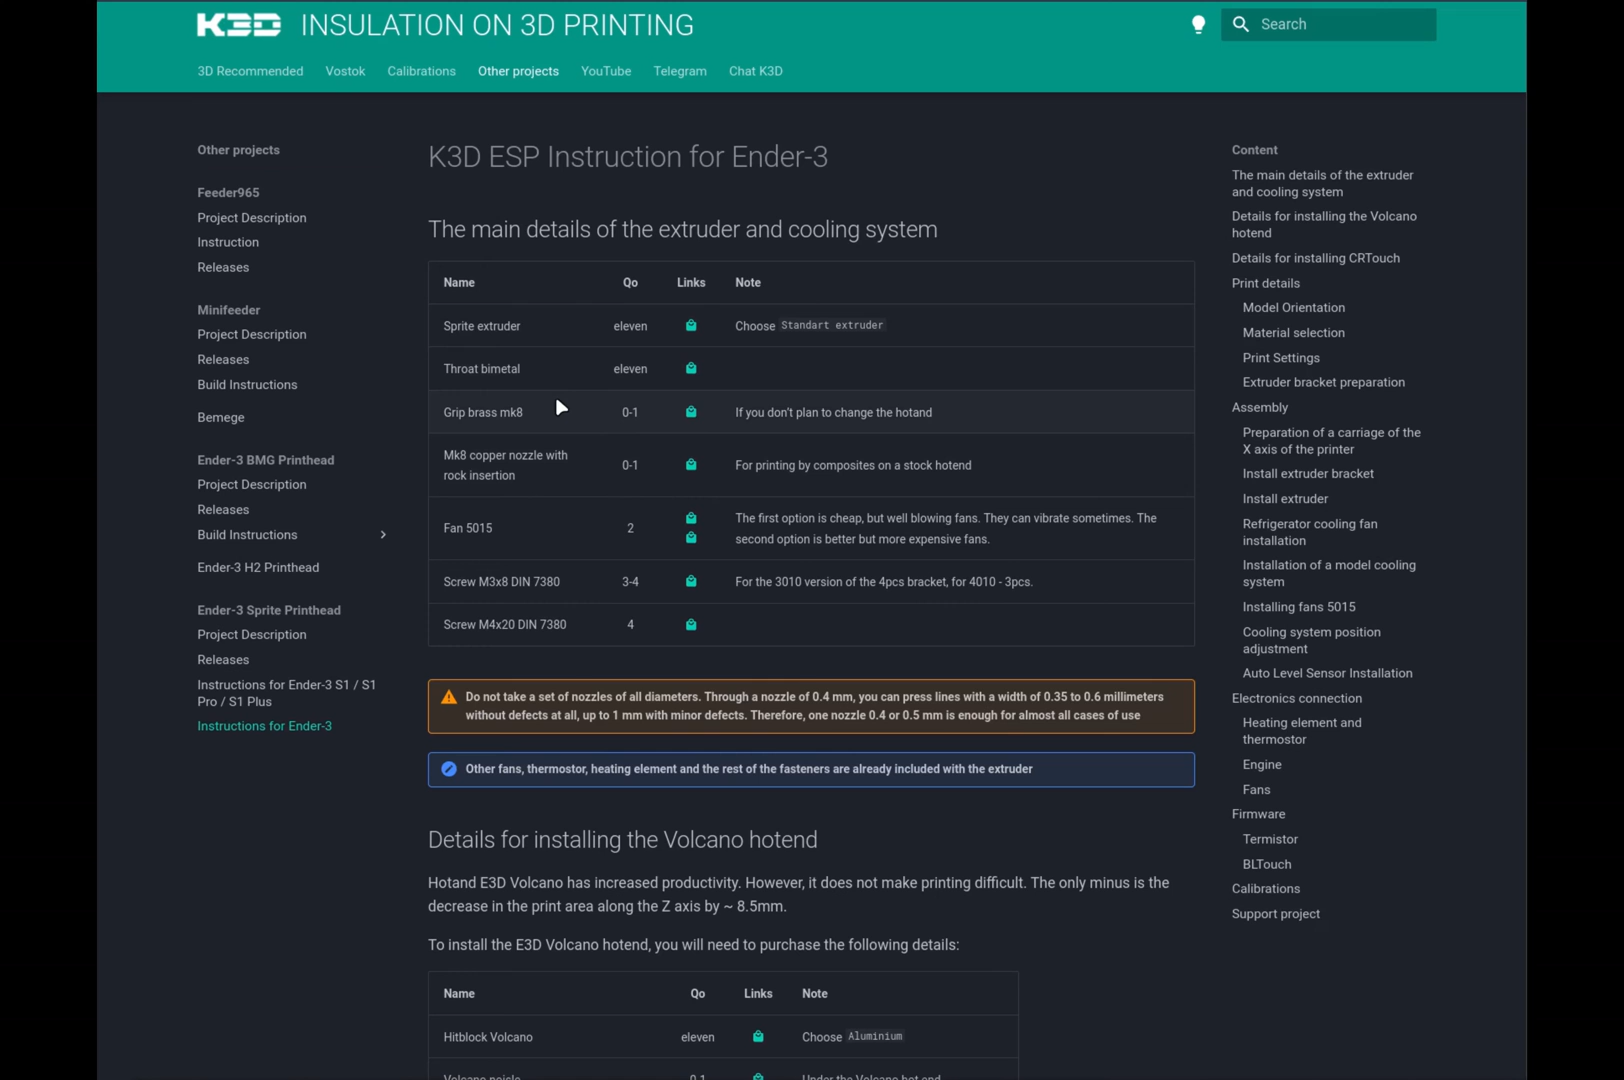 K3D INSULATION ON 3D PRINTING
Search
3D Recommended Vostok Calibrations Other projects YouTube Telegram Chat K3D
Other projects
Feeder965
Project Description
Instruction
Releases
Minifeeder
Project Description
Releases
Build Instructions
Bemege
Ender-3 BMG Printhead
Project Description
Releases
Build Instructions
Ender-3 H2 Printhead
Ender-3 Sprite Printhead
Project Description
Releases
Instructions for Ender-3 S1 / S1
Pro / S1 Plus
Instructions for Ender-3
K3D ESP Instruction for Ender-3
The main details of the extruder and cooling system
Name Qo Links Note
Sprite extruder eleven Choose Standart extruder
Throat bimetal eleven
Grip brass mk8 0-1 If you don't plan to change the hotand
Mk8 copper nozzle with
rock insertion 0-1 For printing by composites on a stock hotend
Fan 5015 2 The first option is cheap, but well blowing fans. They can vibrate sometimes. The
second option is better but more expensive fans.
Screw M3x8 DIN 7380 3-4 For the 3010 version of the 4pcs bracket, for 4010 - 3pcs.
Screw M4x20 DIN 7380 4
Do not take a set of nozzles of all diameters. Through a nozzle of 0.4 mm, you can press lines with a width of 0.35 to 0.6 millimeters
without defects at all, up to 1 mm with minor defects. Therefore, one nozzle 0.4 or 0.5 mm is enough for almost all cases of use
Other fans, thermostor, heating element and the rest of the fasteners are already included with the extruder
Details for installing the Volcano hotend
Hotand E3D Volcano has increased productivity. However, it does not make printing difficult. The only minus is the
decrease in the print area along the Z axis by ~ 8.5mm.
To install the E3D Volcano hotend, you will need to purchase the following details:
Name Qo Links Note
Hitblock Volcano eleven Choose Aluminium
Volcano noisle 0-1 Under the Volcano hot end
Content
The main details of the extruder
and cooling system
Details for installing the Volcano
hotend
Details for installing CRTouch
Print details
Model Orientation
Material selection
Print Settings
Extruder bracket preparation
Assembly
Preparation of a carriage of the
X axis of the printer
Install extruder bracket
Install extruder
Refrigerator cooling fan
installation
Installation of a model cooling
system
Installing fans 5015
Cooling system position
adjustment
Auto Level Sensor Installation
Electronics connection
Heating element and
thermostor
Engine
Fans
Firmware
Termistor
BLTouch
Calibrations
Support project